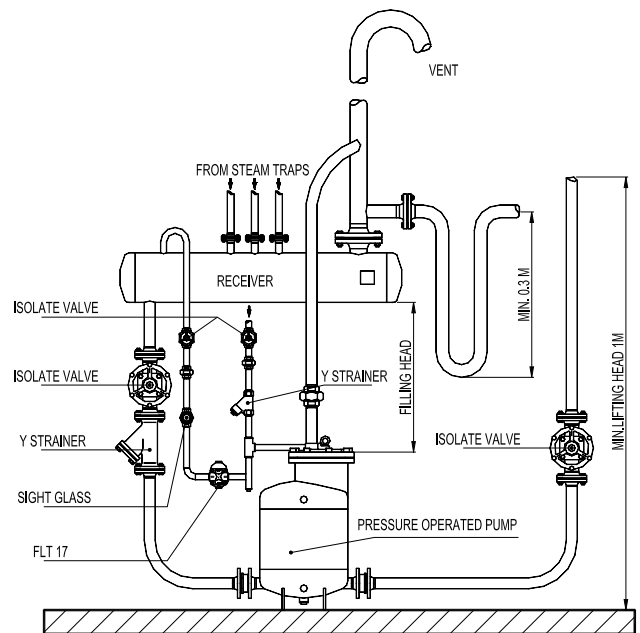 VENT
FROM STEAM TRAPS
RECEIVER
ISOLATE VALVE
ISOLATE VALVE
Y STRAINER
Y STRAINER
SIGHT GLASS
FLT 17
FILLING HEAD
MIN. 0.3 M
ISOLATE VALVE
PRESSURE OPERATED PUMP
MIN.LIFTING HEAD 1M